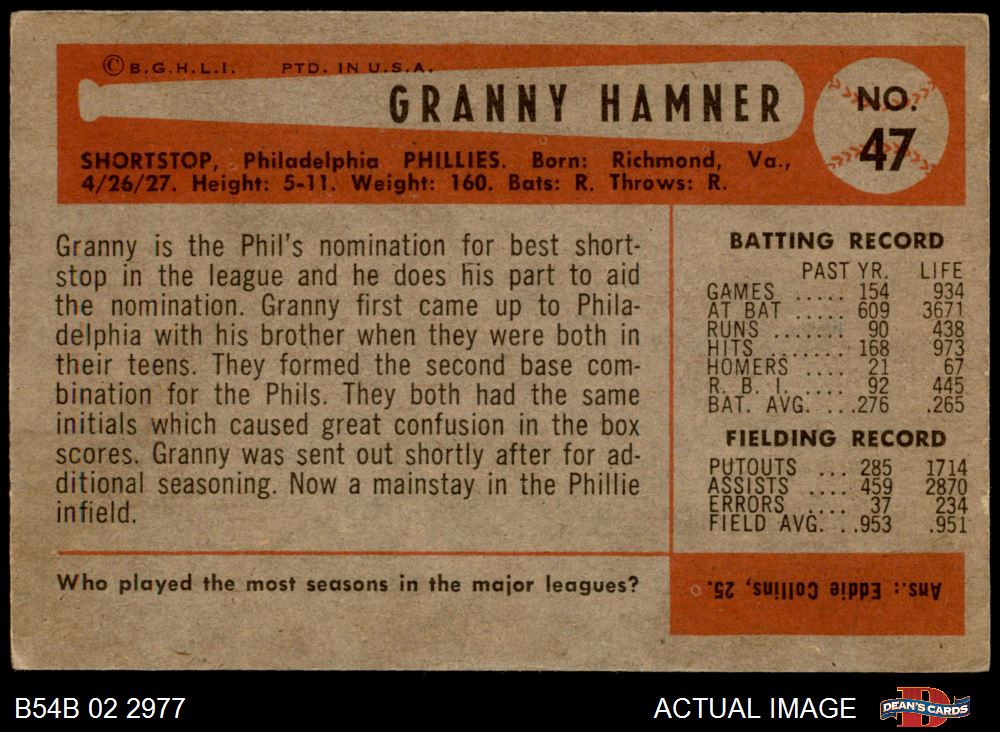 © B.G.H.L.I. PTD. IN U.S.A.
GRANNY HAMNER
NO.
47
SHORTSTOP, Philadelphia PHILLIES. Born: Richmond, Va.,
4/26/27. Height: 5-11. Weight: 160. Bats: R. Throws: R.
Granny is the Phil's nomination for best short-
stop in the league and he does his part to aid
the nomination. Granny first came up to Phila-
delphia with his brother when they were both in
their teens. They formed the second base com-
bination for the Phils. They both had the same
initials which caused great confusion in the box
scores. Granny was sent out shortly after for ad-
ditional seasoning. Now a mainstay in the Phillie
infield.
BATTING RECORD
PAST YR. LIFE
GAMES ..... 154 934
AT BAT ..... 609 3671
RUNS ....... 90 438
HITS ....... 168 973
HOMERS .... 21 67
R. B. I. .... 92 445
BAT. AVG. ...276 .265
FIELDING RECORD
PUTOUTS ... 285 1714
ASSISTS .... 459 2870
ERRORS .... 37 234
FIELD AVG. ..953 .951
Who played the most seasons in the major leagues?
Ans.: Eddie Collins, 25.
B54B 02 2977
ACTUAL IMAGE
D
DEAN'S CARDS